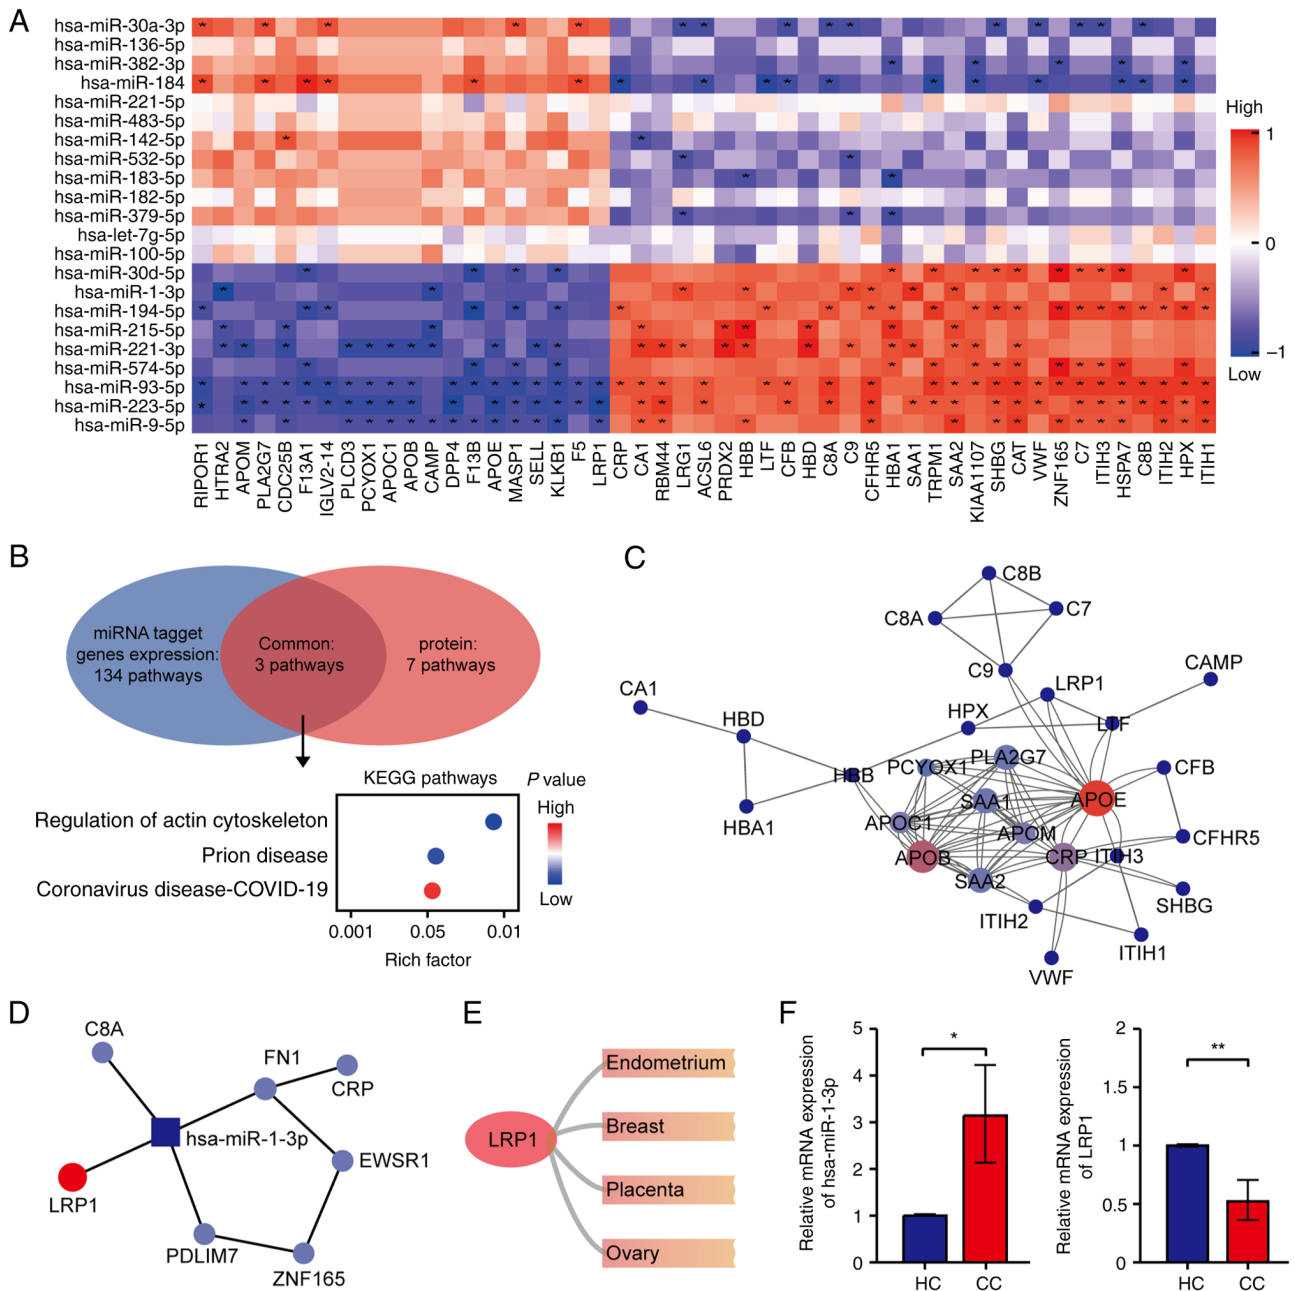 A
hsa-miR-30a-3p
hsa-miR-136-5p
hsa-miR-382-3p
hsa-miR-184
hsa-miR-221-5p
hsa-miR-483-5p
hsa-miR-142-5p
hsa-miR-532-5p
hsa-miR-183-5p
hsa-miR-182-5p
hsa-miR-379-5p
hsa-let-7g-5p
hsa-miR-100-5p
hsa-miR-30d-5p
hsa-miR-1-3p
hsa-miR-194-5p
hsa-miR-215-5p
hsa-miR-221-3p
hsa-miR-574-5p
hsa-miR-93-5p
hsa-miR-223-5p
hsa-miR-9-5p
RIPOR1
HTRA2
APOM
PLA2G7
CDC25B
F13A1
IGLV2-14
PLCD3
PCYOX1
APOC1
APOB
CAMP
DPP4
F13B
APOE
MASP1
SELL
KLKB1
F5
LRP1
CRP
CA1
RBM44
LRG1
ACSL6
PRDX2
HBB
LTF
CFB
HBD
C8A
C9
CFHR5
HBA1
SAA1
TRPM1
SAA2
KIAA1107
SHBG
CAT
VWF
ZNF165
C7
ITIH3
HSPA7
C8B
ITIH2
HPX
ITIH1
High
1
0
−1
Low
B
miRNA tagget
genes expression:
134 pathways
Common:
3 pathways
protein:
7 pathways
KEGG pathways
Regulation of actin cytoskeleton
Prion disease
Coronavirus disease-COVID-19
0.001
0.05
0.01
Rich factor
P value
High
Low
C
C8B
C8A
C7
C9
CAMP
LRP1
CA1
HPX
LTF
HBD
PLA2G7
PCYOX1
HBB
CFB
SAA1
APOE
HBA1
APOC1
APOM
CFHR5
APOB
CRP
ITIH3
SAA2
SHBG
ITIH2
ITIH1
VWF
D
C8A
FN1
CRP
hsa-miR-1-3p
EWSR1
LRP1
PDLIM7
ZNF165
E
LRP1
Endometrium
Breast
Placenta
Ovary
F
Relative mRNA expression
of hsa-miR-1-3p
5
4
3
2
1
0
*
HC
CC
Relative mRNA expression
of LRP1
2
1.5
1
0.5
0
**
HC
CC